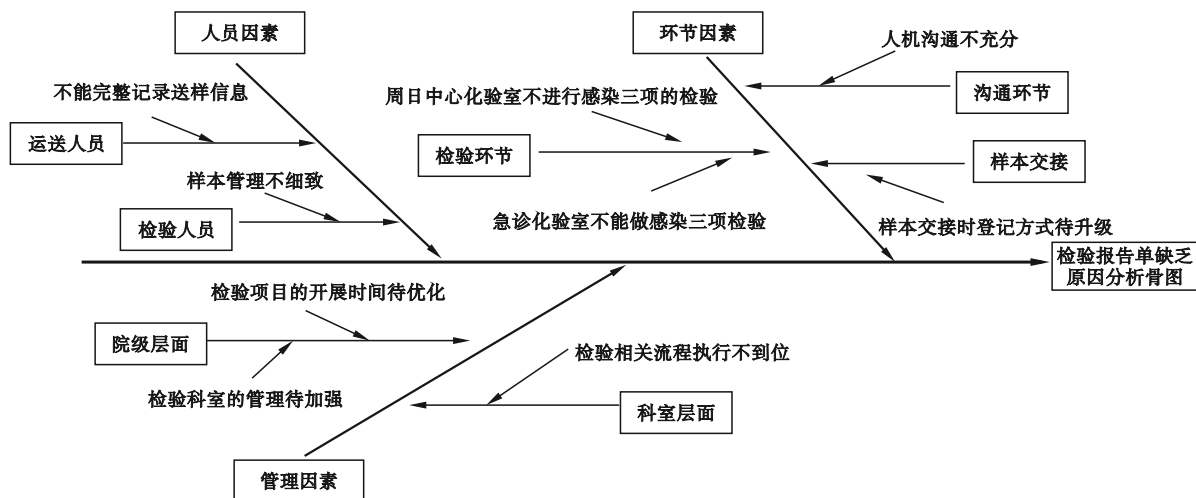 人员因素
环节因素
人机沟通不充分
不能完整记录送样信息
周日中心化验室不进行感染三项的检验
沟通环节
运送人员
检验环节
样本交接
样本管理不细致
检验人员
急诊化验室不能做感染三项检验
样本交接时登记方式待升级
检验报告单缺乏
原因分析骨图
检验项目的开展时间待优化
院级层面
检验相关流程执行不到位
检验科室的管理待加强
科室层面
管理因素